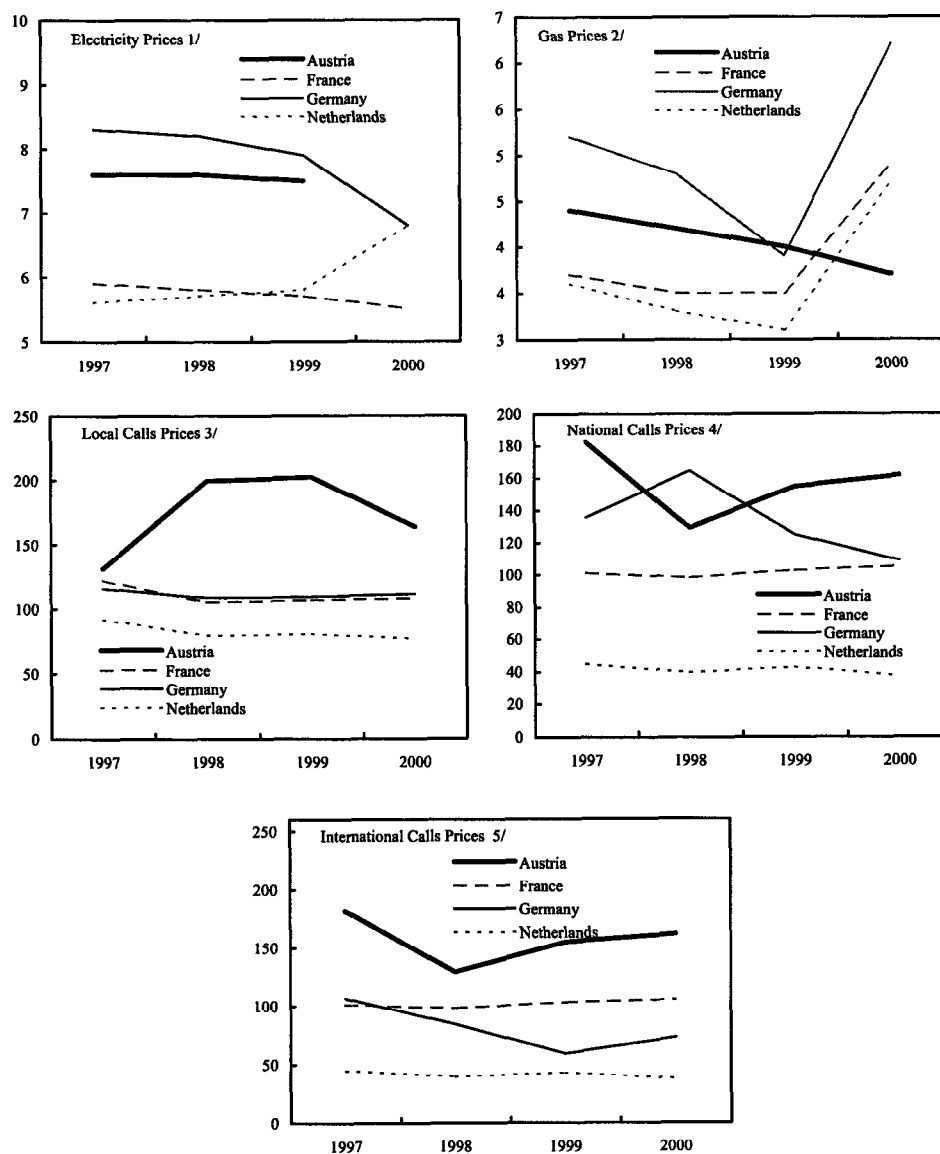 Electricity Prices 1/
Austria
France
Germany
Netherlands
10
9
8
7
6
5
1997 1998 1999 2000
Gas Prices 2/
Austria
France
Germany
Netherlands
7
6
6
5
5
4
4
3
1997 1998 1999 2000
Local Calls Prices 3/
250
200
150
100
50
0
Austria
France
Germany
Netherlands
1997 1998 1999 2000
National Calls Prices 4/
200
180
160
140
120
100
80
60
40
20
0
Austria
France
Germany
Netherlands
1997 1998 1999 2000
International Calls Prices 5/
Austria
France
Germany
Netherlands
250
200
150
100
50
0
1997 1998 1999 2000